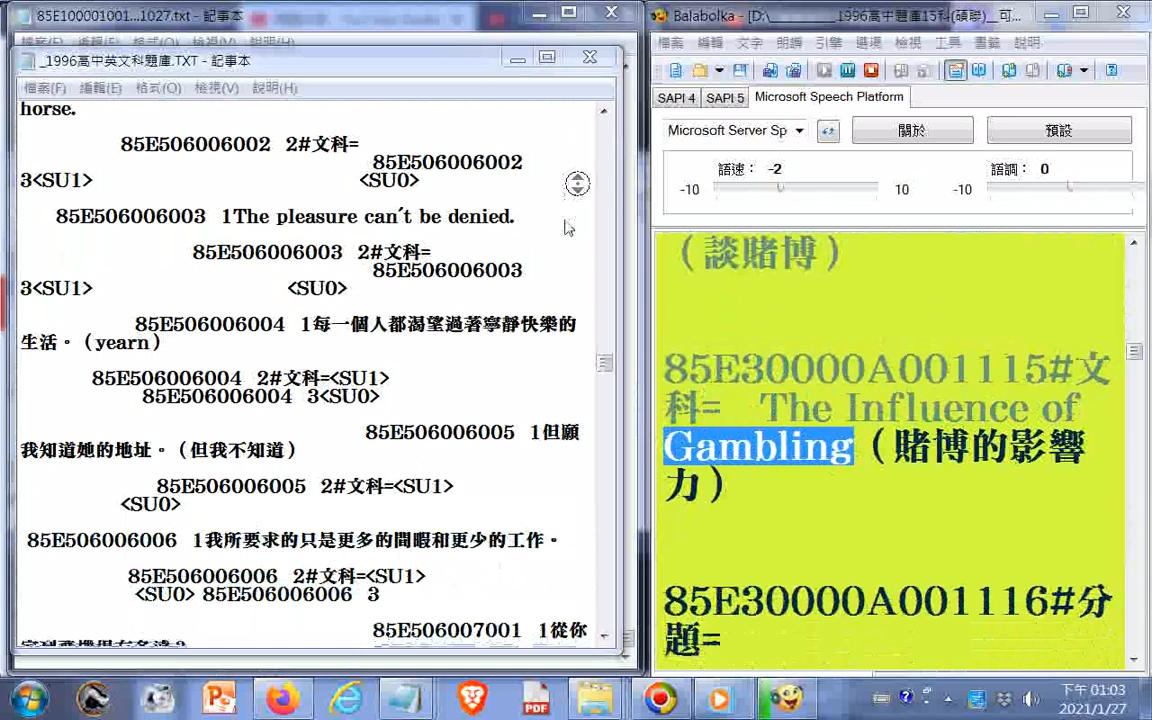 85E100001001...1027.txt - 記事本
_1996高中英文科題庫.TXT - 記事本
檔案(F) 編輯(E) 格式(O) 檢視(V) 說明(H)
horse.
85E506006002 2#文科=
85E506006002
3<SU1> <SU0>
85E506006003 1The pleasure can't be denied.
85E506006003 2#文科=
85E506006003
3<SU1> <SU0>
85E506006004 1每一個人都渴望過著寧靜快樂的
生活。（yearn）
85E506006004 2#文科=<SU1>
85E506006004 3<SU0>
85E506006005 1但願
我知道她的地址。（但我不知道）
85E506006005 2#文科=<SU1>
<SU0>
85E506006006 1我所要求的只是更多的閒暇和更少的工作。
85E506006006 2#文科=<SU1>
<SU0> 85E506006006 3
85E506007001 1從你
Balabolka - [D:\_______1996高中題庫15科(碩聯)__可...
檔案 編輯 文字 朗讀 引擎 選項 檢視 工具 書籤 說明
SAPI 4 SAPI 5 Microsoft Speech Platform
Microsoft Server Sp 關於 預設
語速： -2 語調： 0
-10 10 -10
（談賭博）
85E30000A001115#文
科= The Influence of
Gambling（賭博的影響
力）
85E30000A001116#分
題=
PDF
下午 01:03
2021/1/27